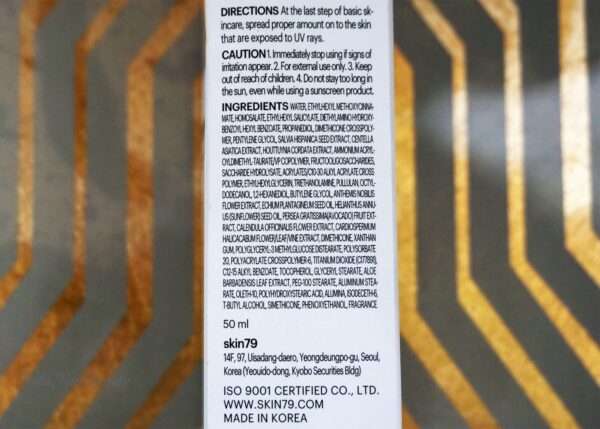 DIRECTIONS At the last step of basic sk-
incare, spread proper amount on to the skin
that are exposed to UV rays.
CAUTION 1. Immediately stop using if signs of
irritation appear. 2. For external use only. 3. Keep
out of reach of children. 4. Do not stay too long in
the sun, even while using a sunscreen product.
INGREDIENTS WATER, ETHYLHEXYL METHOXYCINNA-
MATE, HOMOSALATE, ETHYLHEXYL SALICYLATE, DIETHYLAMINO HYDROXY-
BENZOYL HEXYL BENZOATE, PROPANEDIOL, DIMETHICONE CROSSPOLY-
MER, PENTYLENE GLYCOL, SALVIA HISPANICA SEED EXTRACT, CENTELLA
ASIATICA EXTRACT, HOUTTUYNIA CORDATA EXTRACT, AMMONIUM ACRYL-
OYLDIMETHYL-TAURATE/VP COPOLYMER, FRUCTOOLIGOSACCHARIDES,
SACCHARIDE HYDROLYSATE, ACRYLATES/C10-30 ALKYL ACRYLATE CROSS
POLYMER, ETHYLHEXYLGLYCERIN, TRIETHANOLAMINE, PULLULAN, OCTYL-
DODECANOL, 1,2-HEXANEDIOL, BUTYLENE GLYCOL, ANTHEMIS NOBILIS
FLOWER EXTRACT, ECHIUM PLANTAGINEUM SEED OIL, HELIANTHUS ANNU-
US (SUNFLOWER) SEED OIL, PERSEA GRATISSIMA(AVOCADO) FRUIT EXT-
RACT, CALENDULA OFFICINALIS FLOWER EXTRACT, CARDIOSPERMUM
HALICACABUM FLOWER/LEAF/VINE EXTRACT, DIMETHICONE, XANTHAN
GUM, POLYGLYCERYL-3 METHYLGLUCOSE DISTEARATE, POLYSORBATE
20, POLYACRYLATE CROSSPOLYMER-6, TITANIUM DIOXIDE (CI77891),
C12-15 ALKYL BENZOATE, TOCOPHEROL, GLYCERYL STEARATE, ALOE
BARBADENSIS LEAF EXTRACT, PEG-100 STEARATE, ALUMINUM STEA-
RATE, OLETH-10, POLYHYDROXYSTEARIC ACID, ALUMINA, ISODECETH-6,
T-BUTYL ALCOHOL, SIMETHICONE, PHENOXYETHANOL, FRAGRANCE
50 ml
skin79
14F, 97, Uisadang-daero, Yeongdeungpo-gu, Seoul,
Korea (Yeouido-dong, Kyobo Securities Bldg)
ISO 9001 CERTIFIED CO., LTD.
WWW.SKIN79.COM
MADE IN KOREA